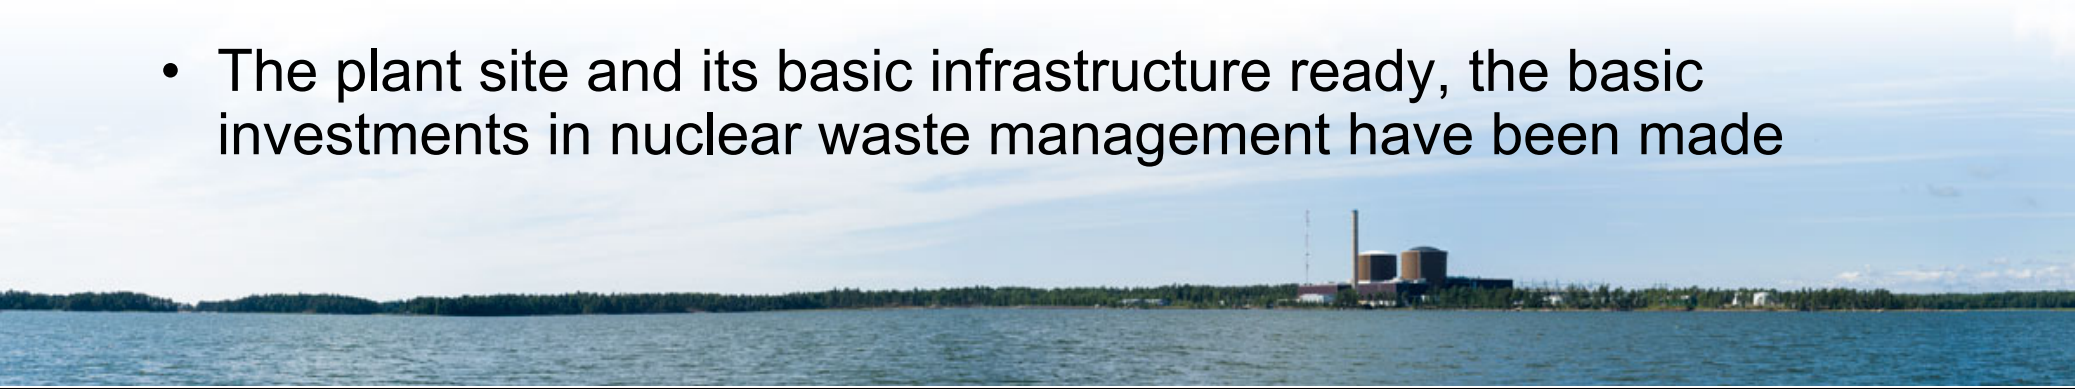 • The plant site and its basic infrastructure ready, the basic
investments in nuclear waste management have been made